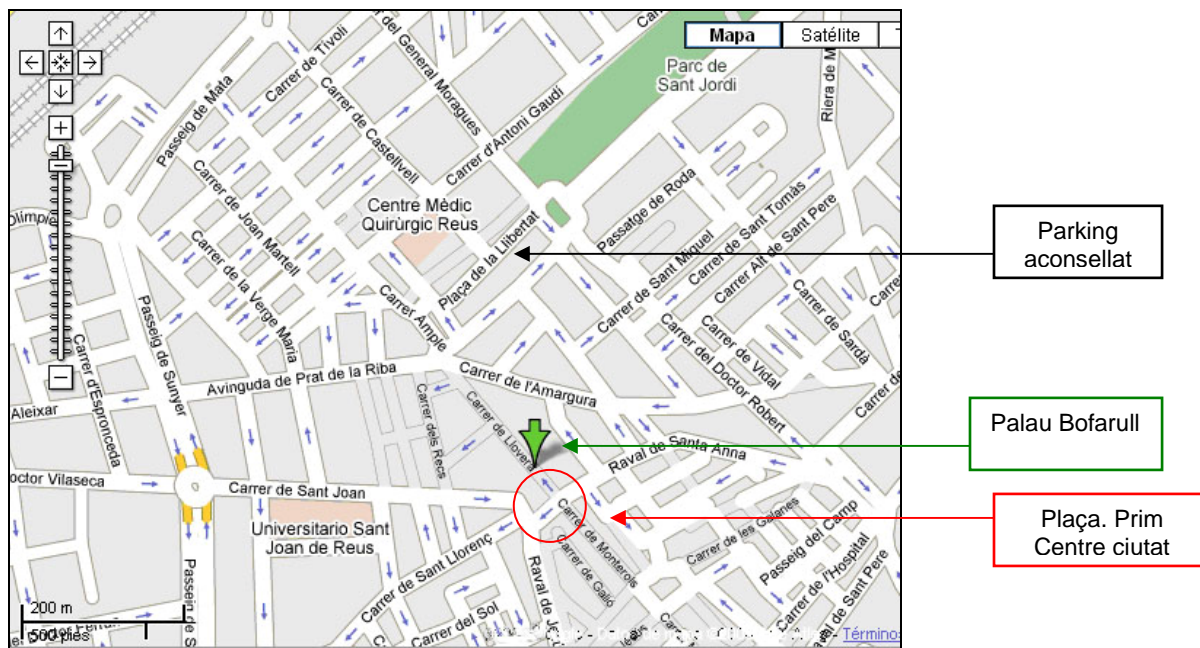 Mapa
Satélite
Parc de
Sant Jordi
Riera de M
Carrer de Tívoli
del General Moragues
Passeig de Mata
Carrer de Castellví
Carrer d'Antoni Gaudí
Passatge de Roda
Centre Mèdic
Quirúrgic Reus
Plaça de la Llibertat
Carrer de Joan Martell
Carrer de la Verge Maria
Carrer de Sant Miquel
Carrer de Sant Tomàs
Carrer Alt de Sant Pere
Parking
aconsellat
Carrer Ample
Passeig de Sunyer
Carrer d'Espronceda
Carrer de Sardà
Carrer de Vidal
Carrer del Doctor Robert
Avinguda de Prat de la Riba
Aleixar
Carrer de l'Amargura
Carrer dels Recs
Carrer de Llovera
Palau Bofarull
Raval de Santa Anna
octor Vilaseca
Carrer de Sant Joan
Universitario Sant
Joan de Reus
Carrer de Monterols
Carrer de Galió
Carrer de les Galanes
Passeig del Camp
Carrer de l'Hospital
Plaça. Prim
Centre ciutat
Carrer de Sant Llorenç
Carrer del Sol
Raval de
aval de Sant Pere
Passeig de S
200 m
500 pies
Términos